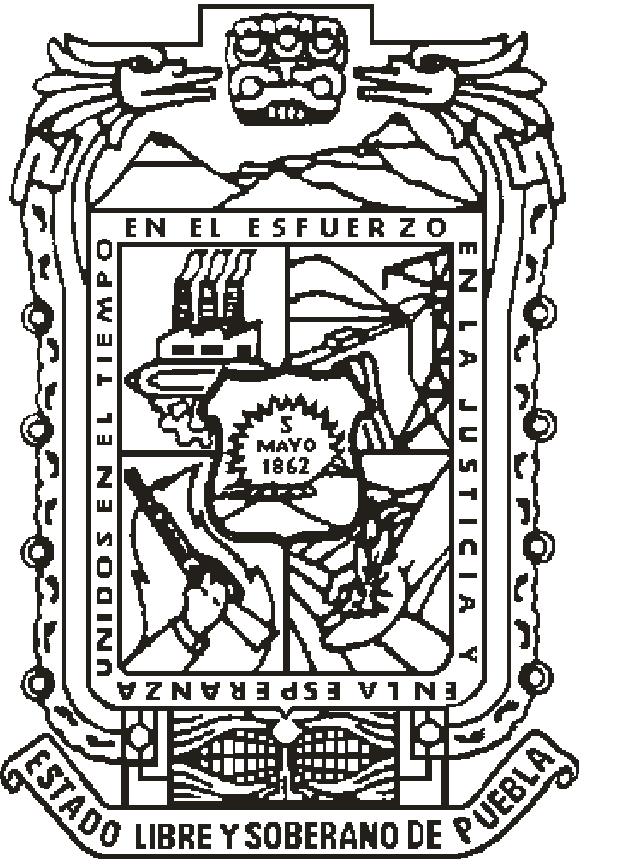 UNIDOS EN EL TIEMPO
EN EL ESFUERZO
EN LA JUSTICIA Y
EN LA ESPERANZA
5
MAYO
1862
ESTADO LIBRE Y SOBERANO DE PUEBLA